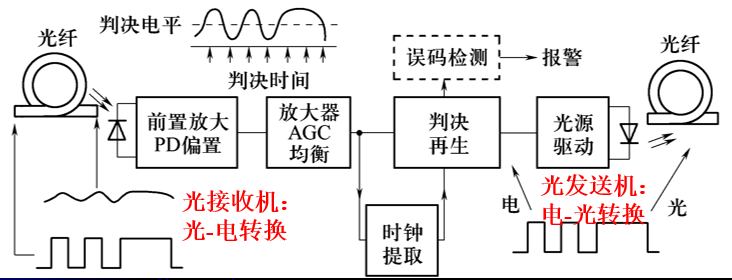 光纤
判决电平
判决时间
误码检测
报警
光纤
前置放大
PD偏置
放大器
AGC
均衡
判决
再生
光源
驱动
光接收机：
光-电转换
时钟
提取
电
光发送机：
电-光转换
光